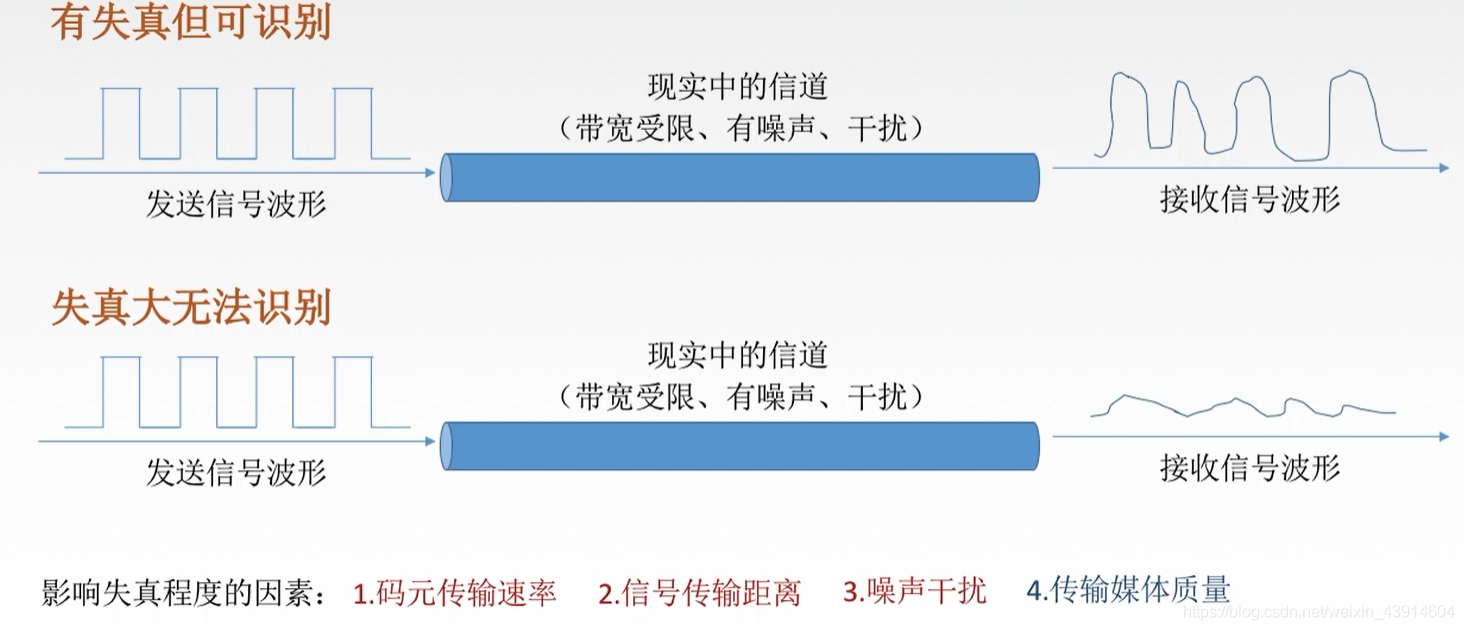 有失真但可识别
现实中的信道
（带宽受限、有噪声、干扰）
发送信号波形
接收信号波形
失真大无法识别
现实中的信道
（带宽受限、有噪声、干扰）
发送信号波形
接收信号波形
影响失真程度的因素： 1.码元传输速率 2.信号传输距离 3.噪声干扰 4.传输媒体质量
https://blog.csdn.net/weixin_43914604